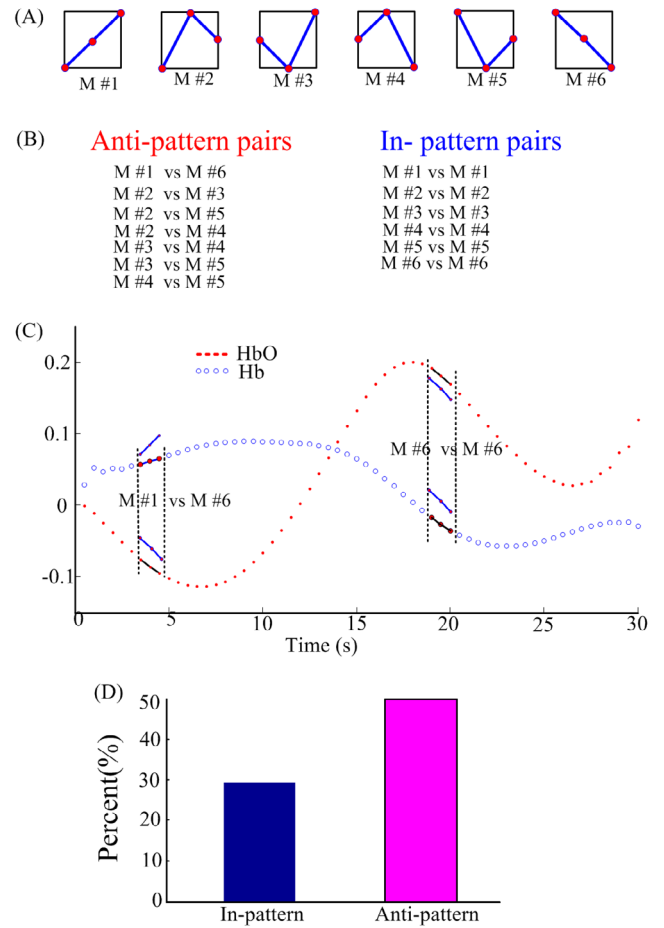 (A)
M #1 M #2 M #3 M #4 M #5 M #6
(B)
Anti-pattern pairs
M #1 vs M #6
M #2 vs M #3
M #2 vs M #5
M #2 vs M #4
M #3 vs M #4
M #3 vs M #5
M #4 vs M #5
In- pattern pairs
M #1 vs M #1
M #2 vs M #2
M #3 vs M #3
M #4 vs M #4
M #5 vs M #5
M #6 vs M #6
(C)
HbO
Hb
0.2
0.1
0
-0.1
M #1 vs M #6
M #6 vs M #6
0 5 10 15 20 25 30
Time (s)
(D)
Percent(%)
50
40
30
20
10
0
In-pattern Anti-pattern